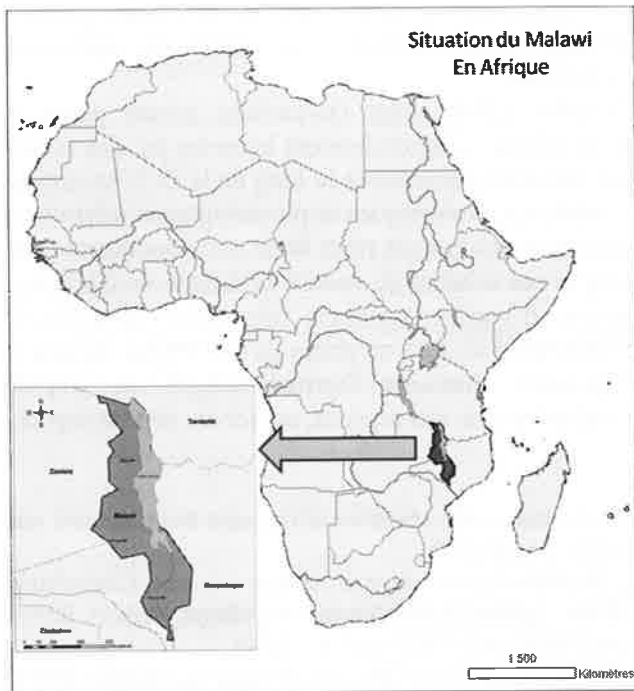 Situation du Malawi
En Afrique
Tanzanie
Zambie
Malawi
Mozambique
Zimbabwe
1 500
Kilomètres